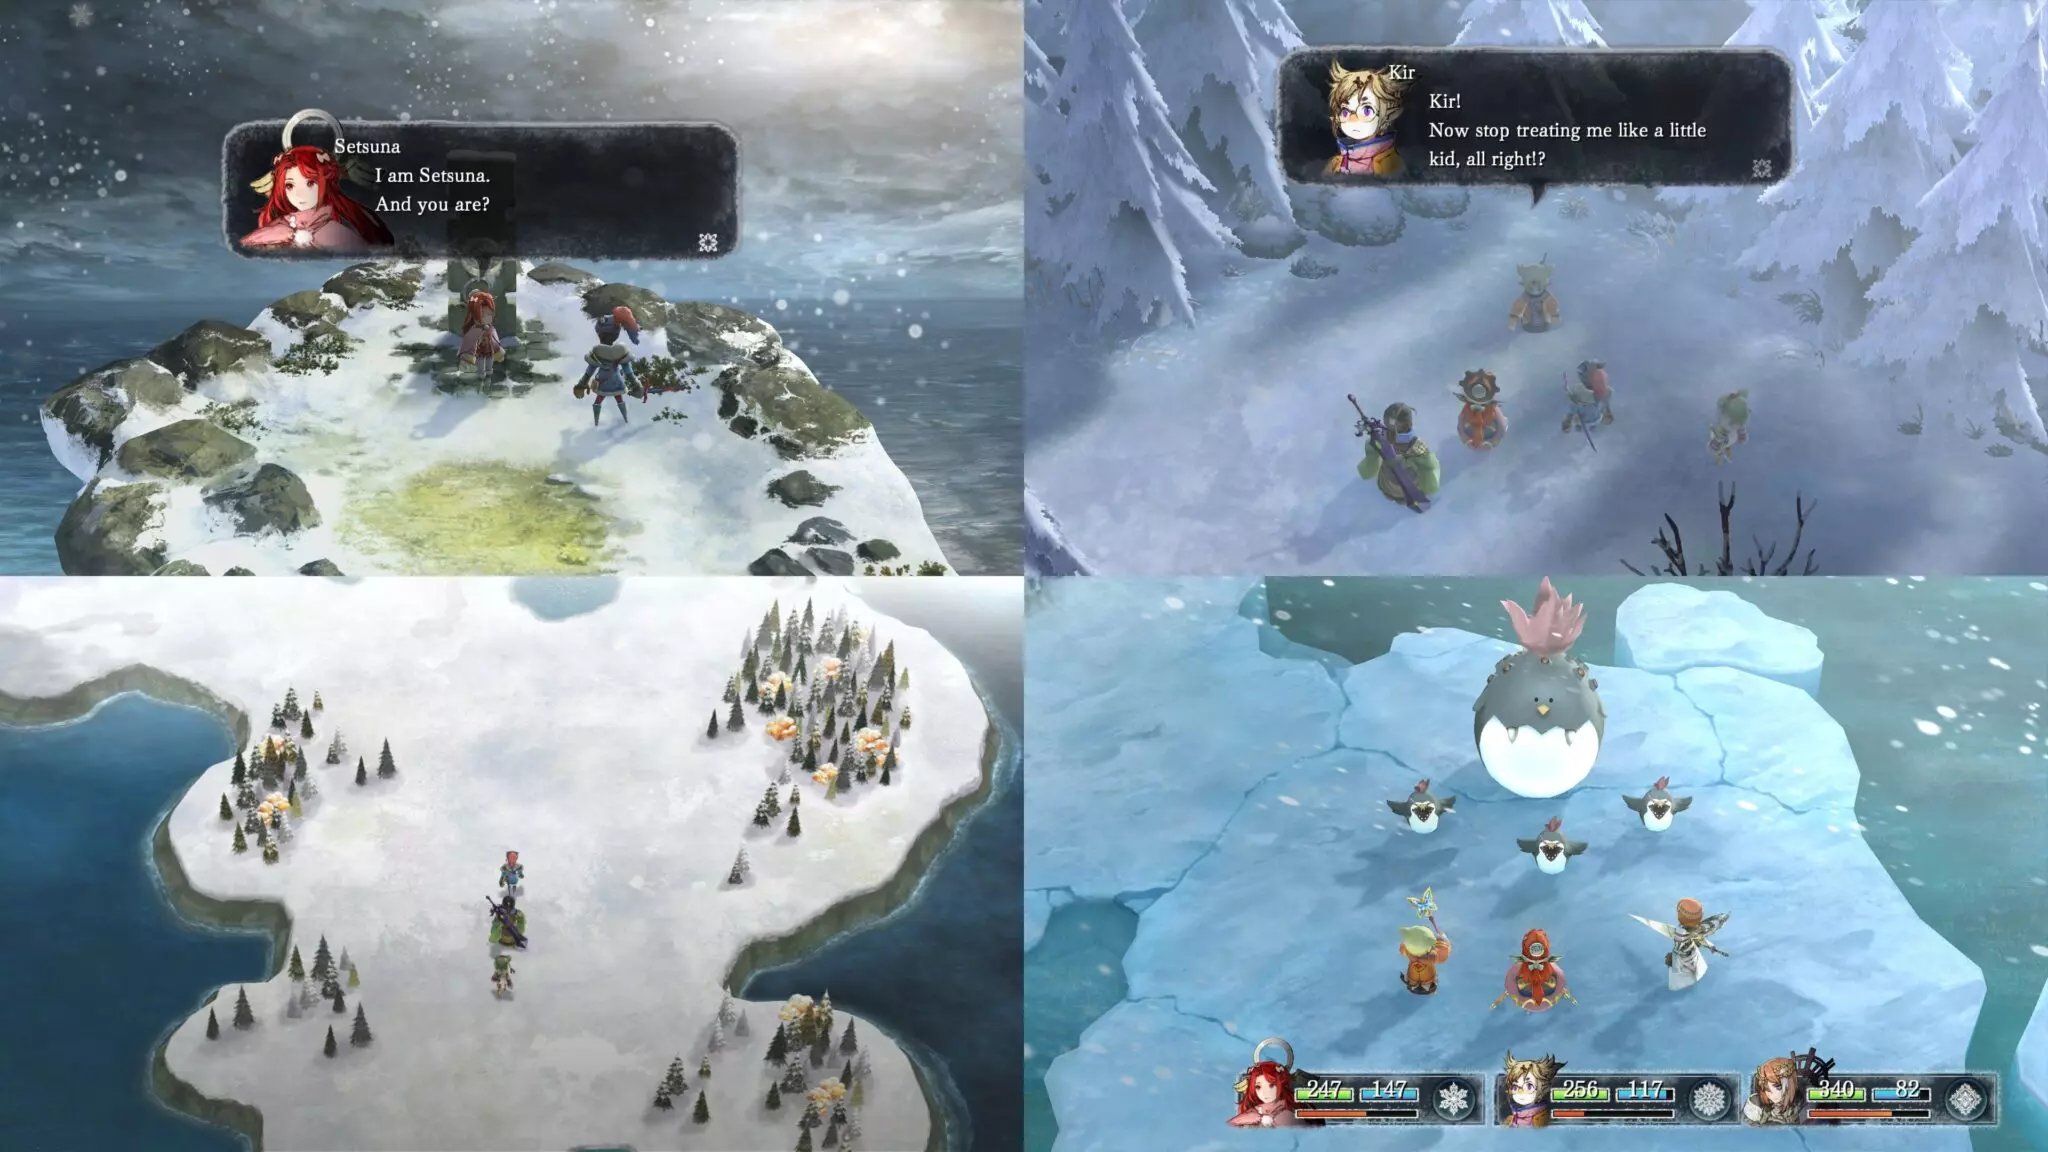 Setsuna
I am Setsuna.
And you are?
Kir
Kir!
Now stop treating me like a little
kid, all right!?
247 147
256 117
340 82